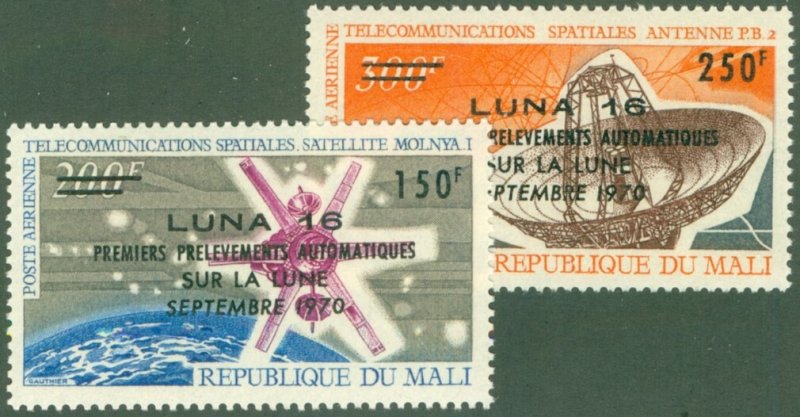 TELECOMMUNICATIONS SPATIALES ANTENNE P.B.2
AERIENNE
300F
250F
LUNA 16
PRELEVEMENTS AUTOMATIQUES
SUR LA LUNE
SEPTEMBRE 1970
REPUBLIQUE DU MALI
TELECOMMUNICATIONS SPATIALES. SATELLITE MOLNYA.I
POSTE AERIENNE
200F
150F
LUNA 16
PREMIERS PRELEVEMENTS AUTOMATIQUES
SUR LA LUNE
SEPTEMBRE 1970
GAUTHIER
REPUBLIQUE DU MALI